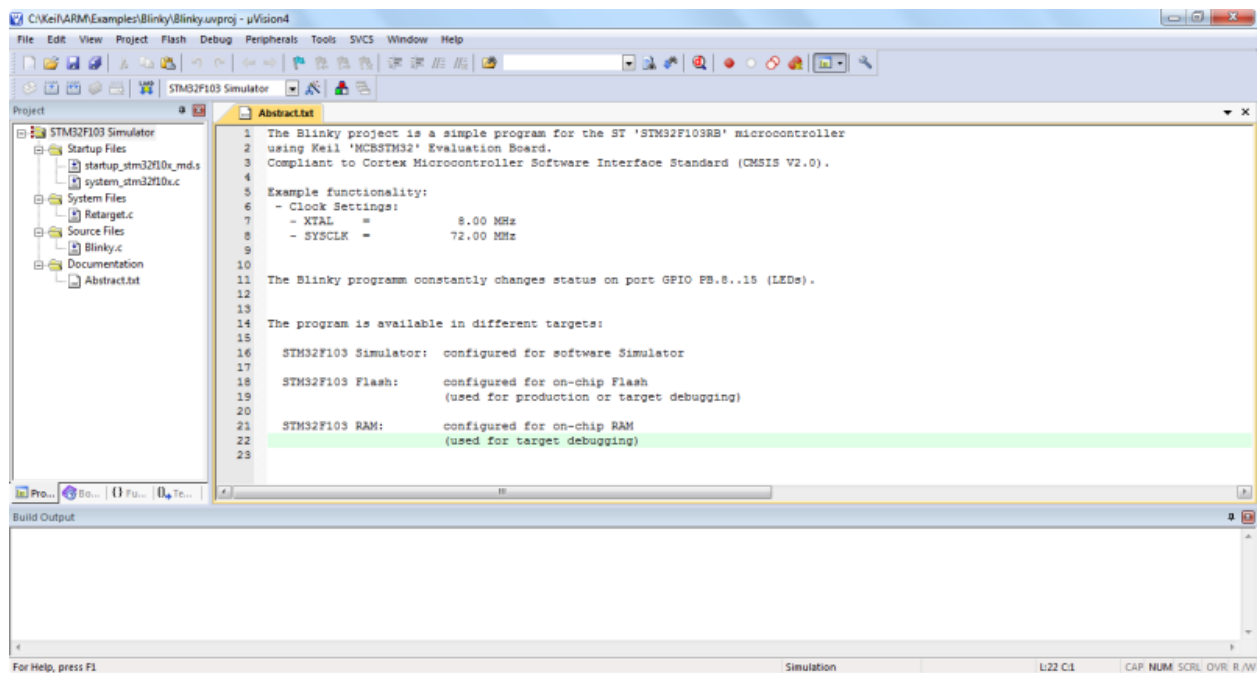 C:\Keil\ARM\Examples\Blinky\Blinky.uvproj - µVision4
File Edit View Project Flash Debug Peripherals Tools SVCS Window Help
LOAD STM32F103 Simulator
Project
Abstract.txt
STM32F103 Simulator
Startup Files
startup_stm32f10x_md.s
system_stm32f10x.c
System Files
Retarget.c
Source Files
Blinky.c
Documentation
Abstract.txt
1 The Blinky project is a simple program for the ST 'STM32F103RB' microcontroller
2 using Keil 'MCBSTM32' Evaluation Board.
3 Compliant to Cortex Microcontroller Software Interface Standard (CMSIS V2.0).
4
5 Example functionality:
6 - Clock Settings:
7 - XTAL = 8.00 MHz
8 - SYSCLK = 72.00 MHz
9
10
11 The Blinky programm constantly changes status on port GPIO PB.8..15 (LEDs).
12
13
14 The program is available in different targets:
15
16 STM32F103 Simulator: configured for software Simulator
17
18 STM32F103 Flash: configured for on-chip Flash
19 (used for production or target debugging)
20
21 STM32F103 RAM: configured for on-chip RAM
22 (used for target debugging)
23
Pro... Bo... {} Fu... Te...
Build Output
For Help, press F1 Simulation L:22 C:1 CAP NUM SCRL OVR R/W